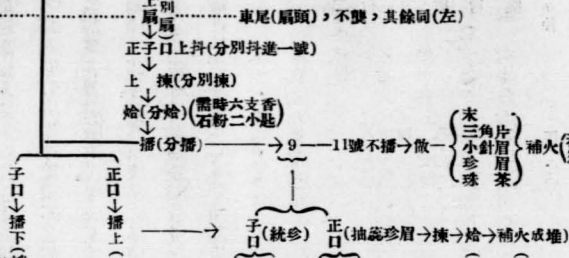 上扇
別扇)
車尾(扇頭),不襲,其餘同(左)
正子口上抖(分別抖進一號)
上 揀(分別揀)
炲(分炲)(需時六支香
石粉二小匙)
播(分播)→9—11號不播→做
末
三角片
小針眉
珍 眉
珠 茶
補火(
子口→播下(
正口→播上(
子口(統珍)
正口(抽蕊珍眉→揀→炲→補火成堆)